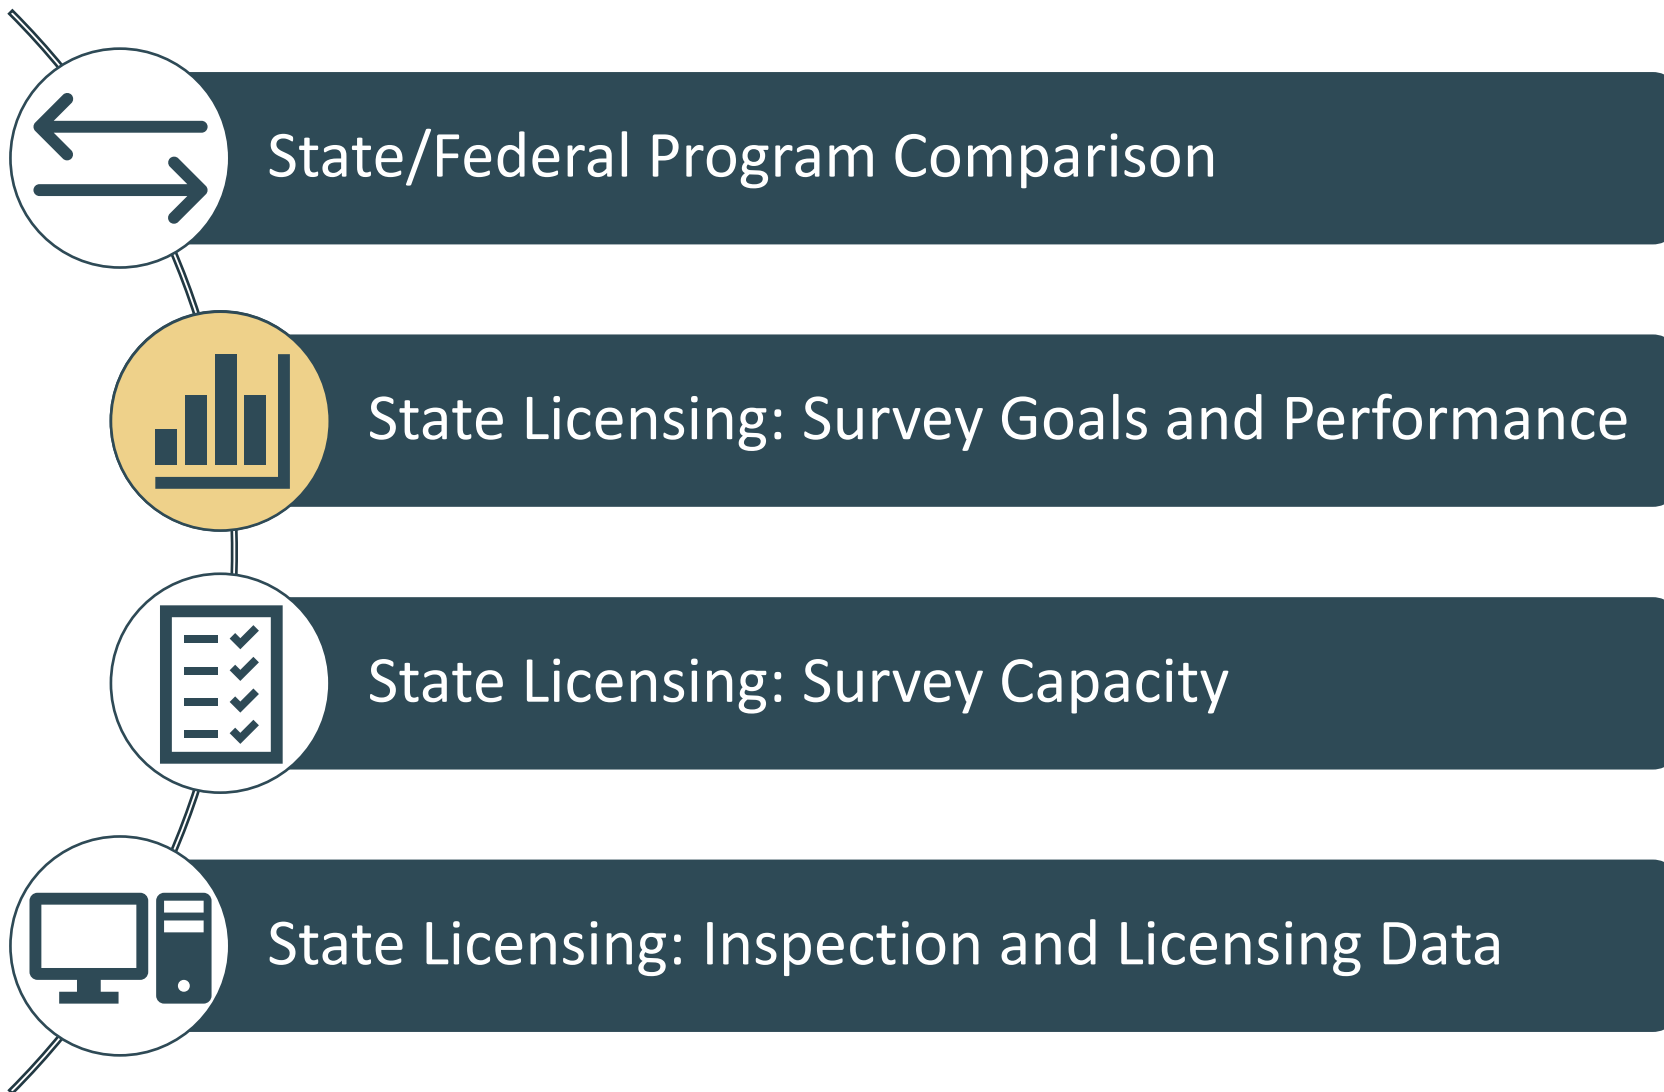 State/Federal Program Comparison
State Licensing: Survey Goals and Performance
State Licensing: Survey Capacity
State Licensing: Inspection and Licensing Data